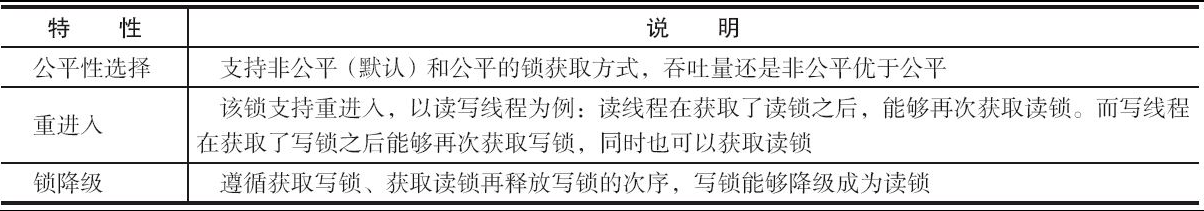 特 性 说 明
公平性选择 支持非公平（默认）和公平的锁获取方式，吞吐量还是非公平优于公平
重进入 该锁支持重进入，以读写线程为例：读线程在获取了读锁之后，能够再次获取读锁。而写线程
在获取了写锁之后能够再次获取写锁，同时也可以获取读锁
锁降级 遵循获取写锁、获取读锁再释放写锁的次序，写锁能够降级成为读锁